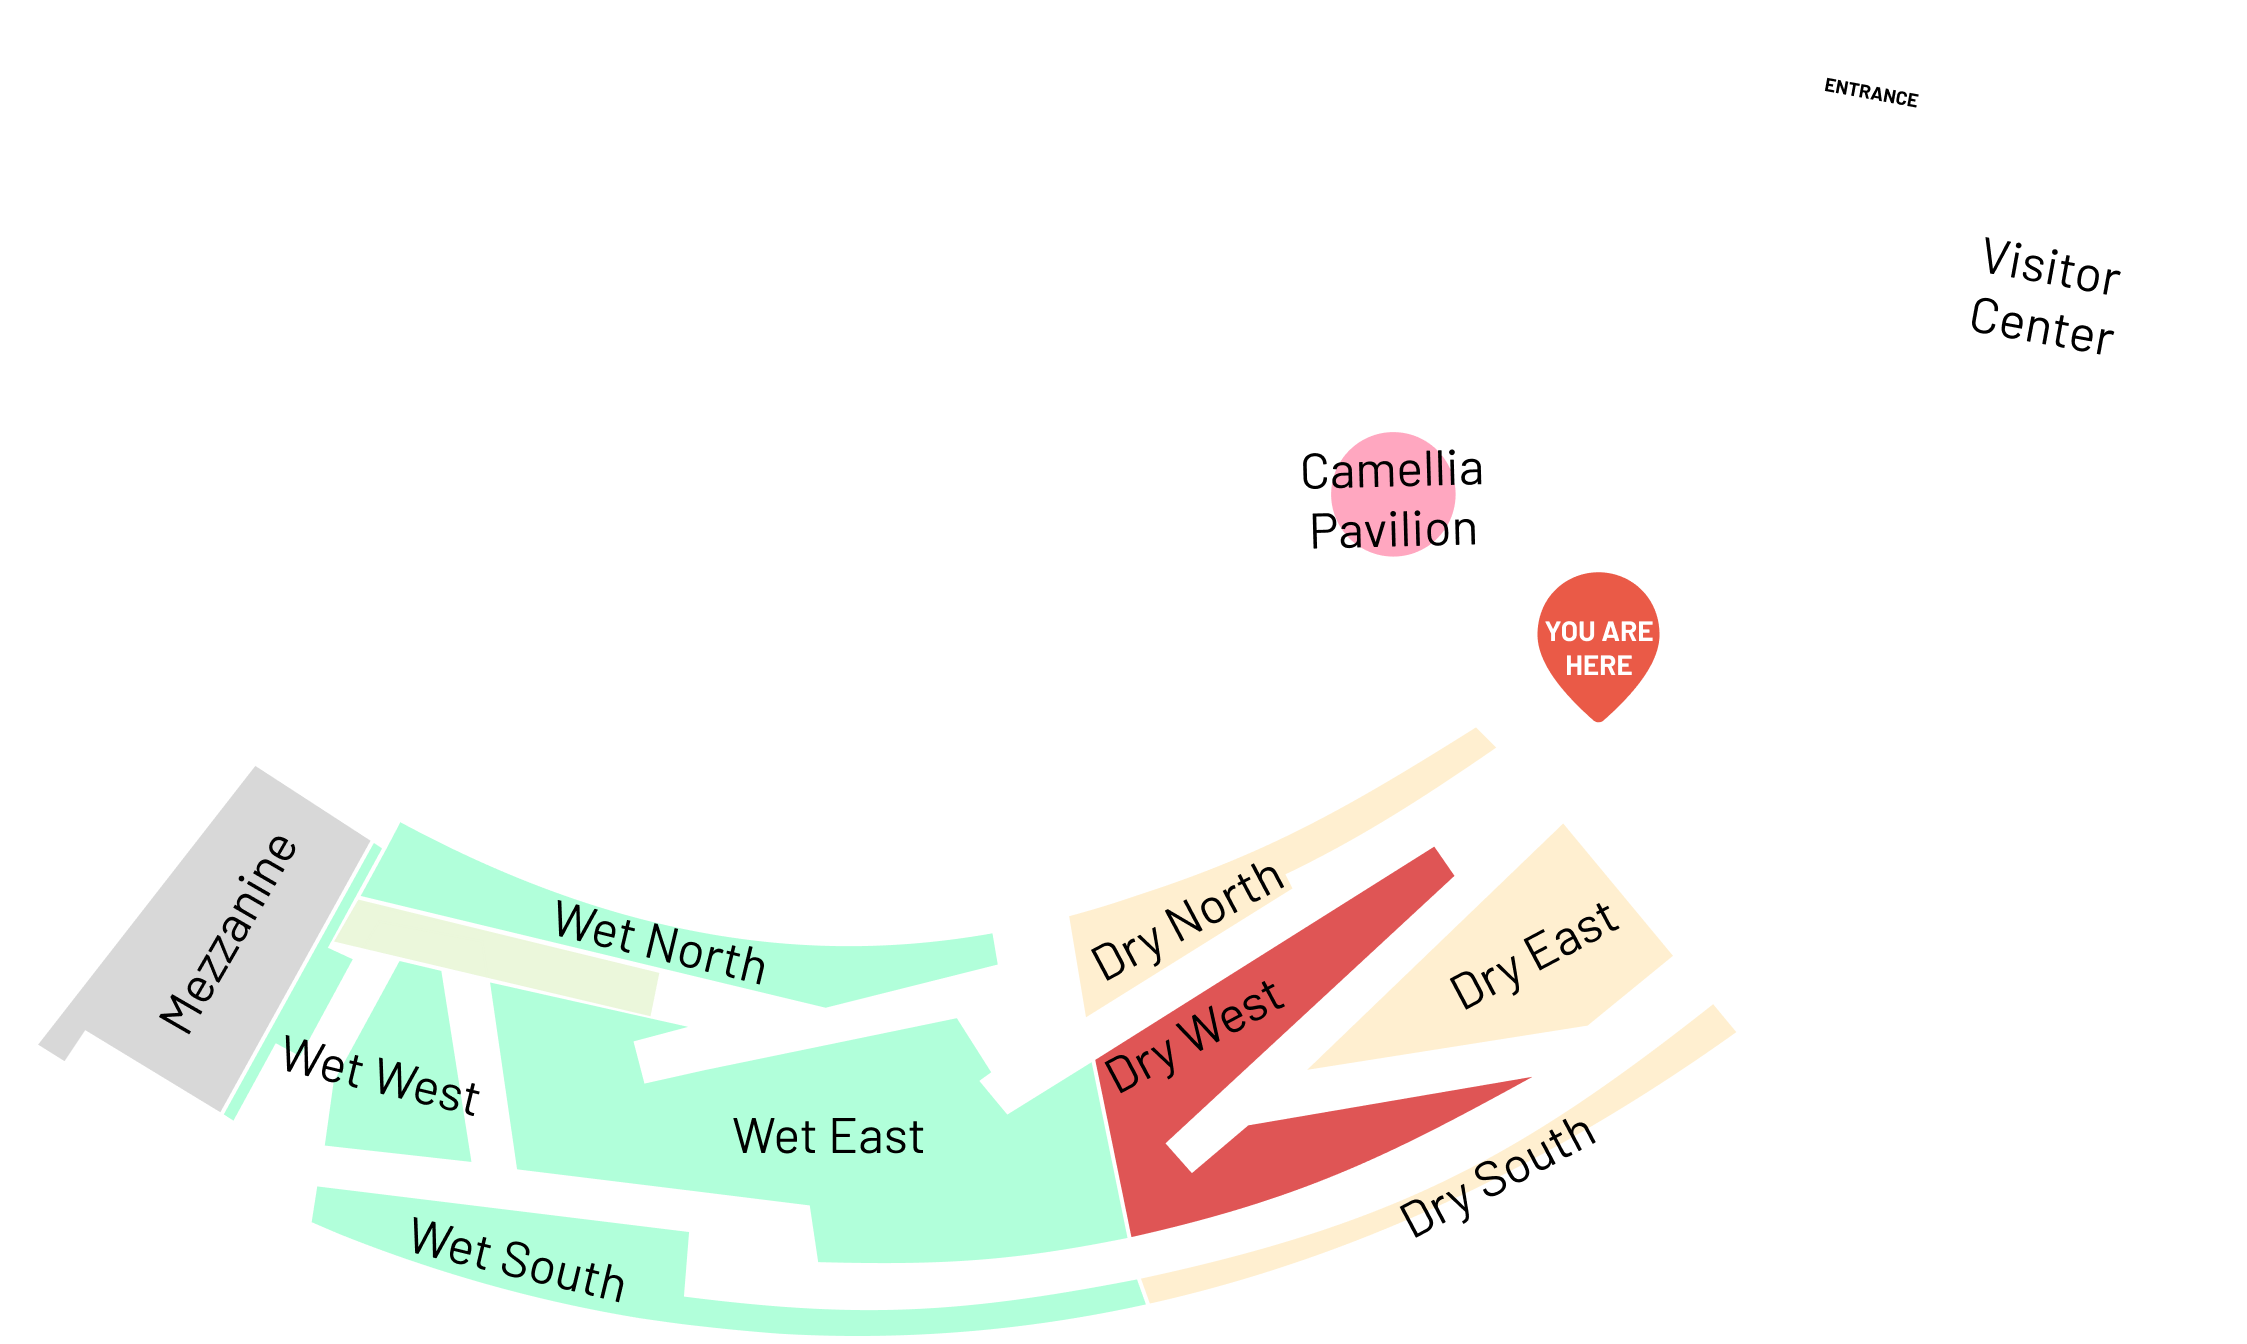 ENTRANCE
Visitor
Center
Camellia
Pavilion
YOU ARE
HERE
Mezzanine
Wet North
Dry North
Dry East
Dry West
Wet West
Wet East
Dry South
Wet South